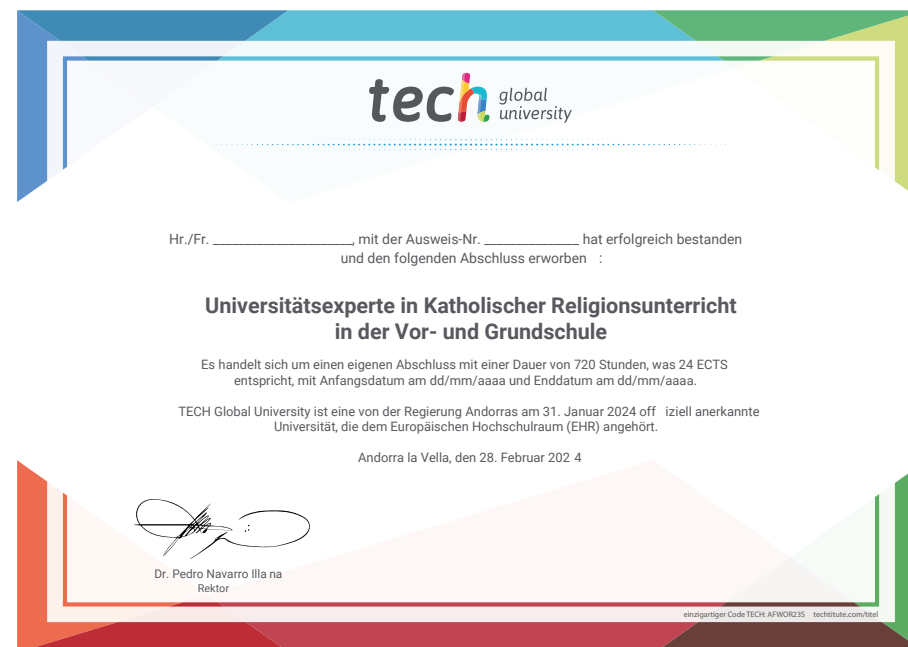 tech global university
Hr./Fr. ______________________, mit der Ausweis-Nr. _______________ hat erfolgreich bestanden
und den folgenden Abschluss erworben :
Universitätsexperte in Katholischer Religionsunterricht
in der Vor- und Grundschule
Es handelt sich um einen eigenen Abschluss mit einer Dauer von 720 Stunden, was 24 ECTS
entspricht, mit Anfangsdatum am dd/mm/aaaa und Enddatum am dd/mm/aaaa.
TECH Global University ist eine von der Regierung Andorras am 31. Januar 2024 off iziell anerkannte
Universität, die dem Europäischen Hochschulraum (EHR) angehört.
Andorra la Vella, den 28. Februar 202 4
Dr. Pedro Navarro Illa na
Rektor
einzigartiger Code TECH: AFWOR23S techtitute.com/titel